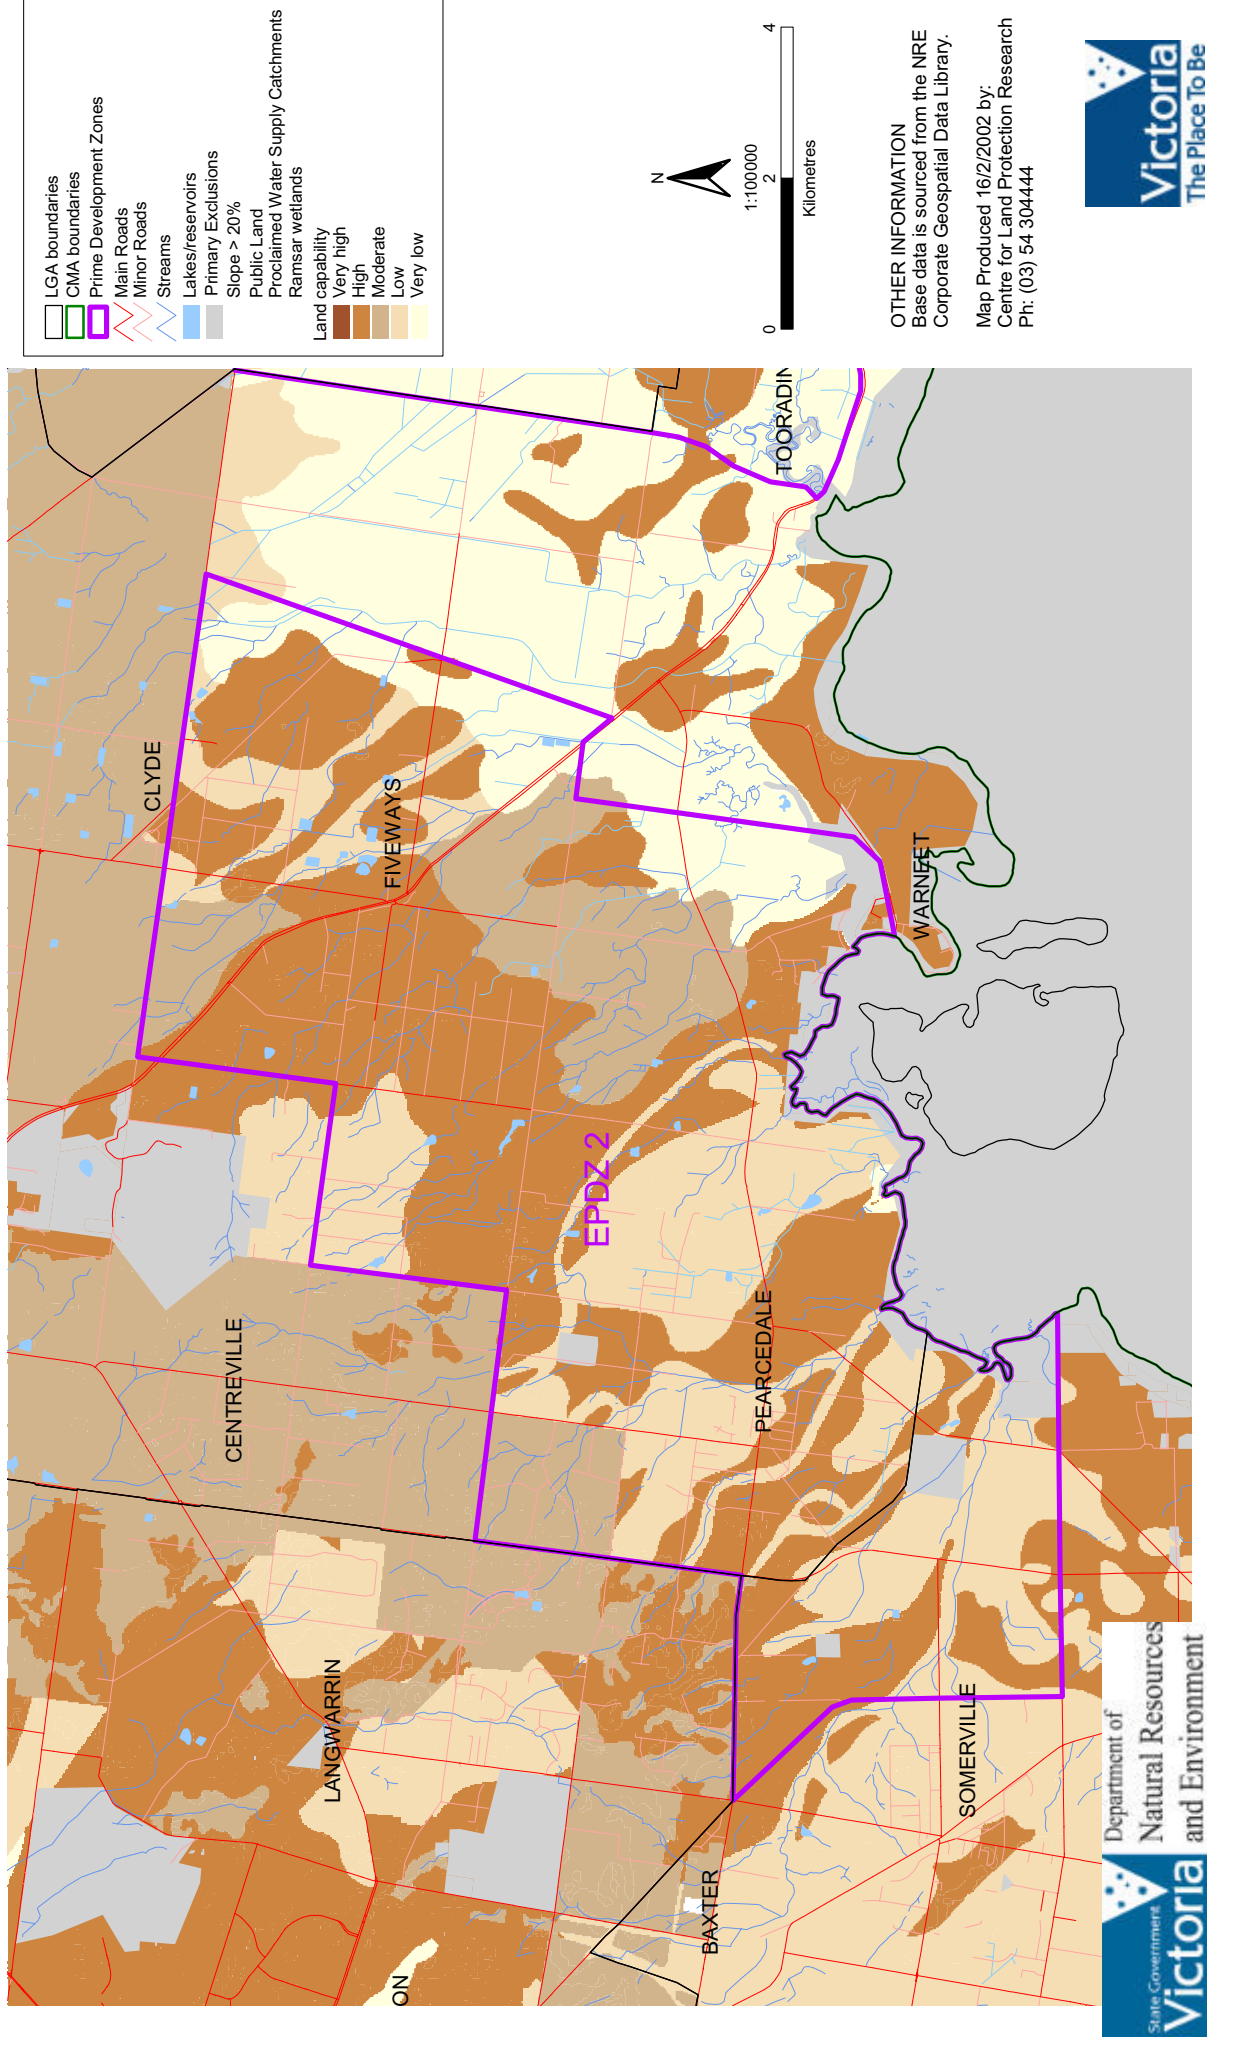 LGA boundaries
CMA boundaries
Prime Development Zones
Main Roads
Minor Roads
Streams
Lakes/reservoirs
Primary Exclusions
Slope > 20%
Public Land
Proclaimed Water Supply Catchments
Ramsar wetlands
Land capability
Very high
High
Moderate
Low
Very low
N
1:100000
0 2 4
Kilometres
OTHER INFORMATION
Base data is sourced from the NRE
Corporate Geospatial Data Library.
Map Produced 16/2/2002 by:
Centre for Land Protection Research
Ph: (03) 54 304444
Victoria
The Place To Be
CLYDE
CENTREVILLE
LANGWARRIN
ON
FIVEWAYS
EPDZ 2
BAXTER
PEARCEDALE
TOORADIN
WARNEET
SOMERVILLE
State Government
Victoria
Department of
Natural Resources
and Environment